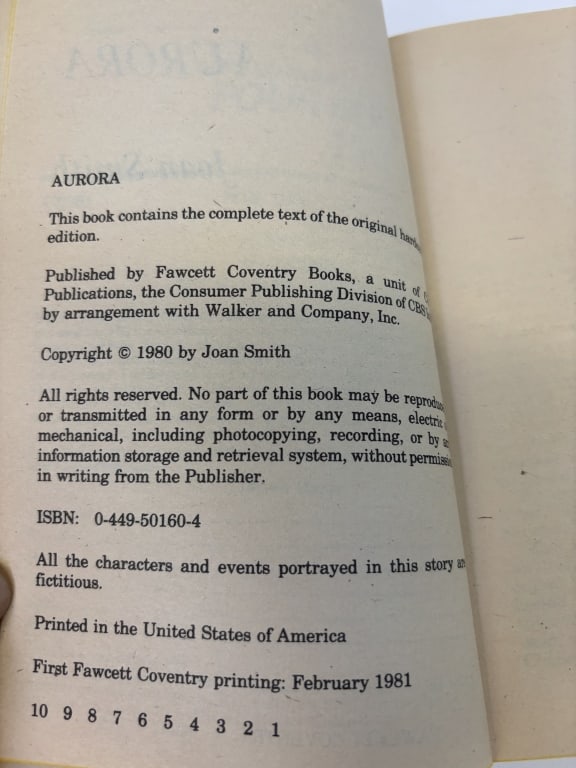 AURORA
This book contains the complete text of the original
edition.
Published by Fawcett Coventry Books, a unit of
Publications, the Consumer Publishing Division of CBS
by arrangement with Walker and Company, Inc.
Copyright © 1980 by Joan Smith
All rights reserved. No part of this book may be
or transmitted in any form or by any means,
mechanical, including photocopying, recording, or by
information storage and retrieval system, without
in writing from the Publisher.
ISBN: 0-449-50160-4
All the characters and events portrayed in this story
fictitious.
Printed in the United States of America
First Fawcett Coventry printing: February 1981
10 9 8 7 6 5 4 3 2 1